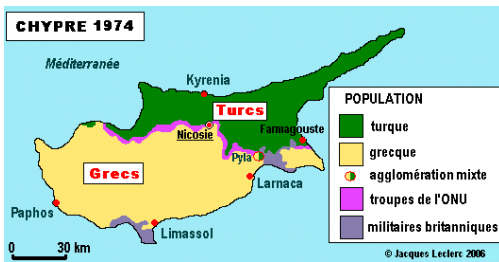 CHYPRE 1974
Méditerranée
Kyrenia
Turcs
Nicosie
Famagouste
Grecs
Pyla
Larnaca
Paphos
Limassol
0 30 km
POPULATION
turque
grecque
agglomération mixte
troupes de l'ONU
militaires britanniques
© Jacques Leclerc 2006